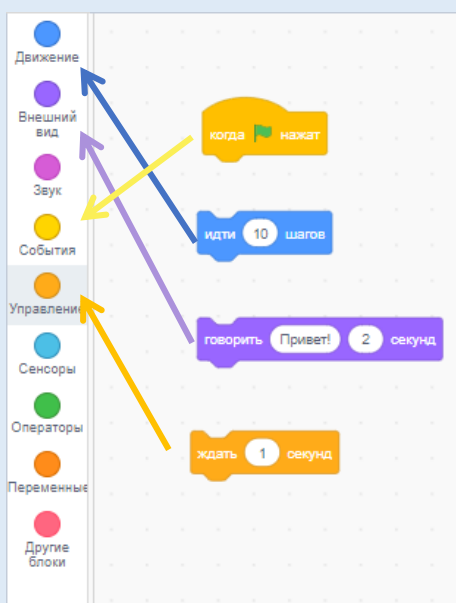 Движение
Внешний
вид
Звук
События
Управление
Сенсоры
Операторы
Переменные
Другие
блоки
когда нажат
идти 10 шагов
говорить Привет! 2 секунд
ждать 1 секунд